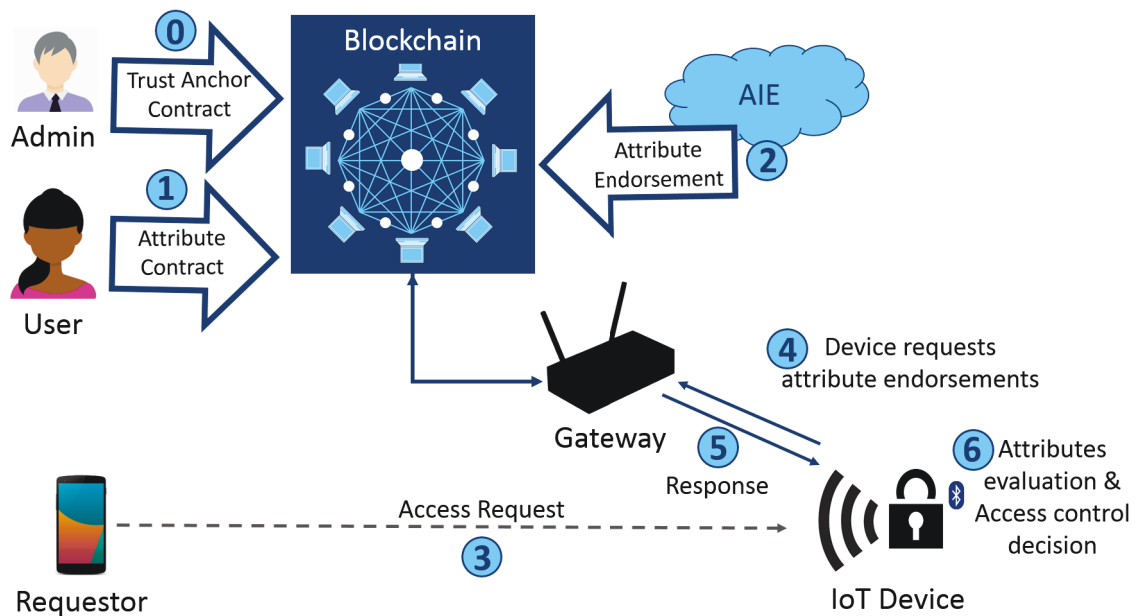 0
Trust Anchor
Contract
Admin
1
Attribute
Contract
User
Blockchain
AIE
2
Attribute
Endorsement
4
Device requests
attribute endorsements
Gateway
5
Response
6
Attributes
evaluation &
Access control
decision
Access Request
3
Requestor
IoT Device